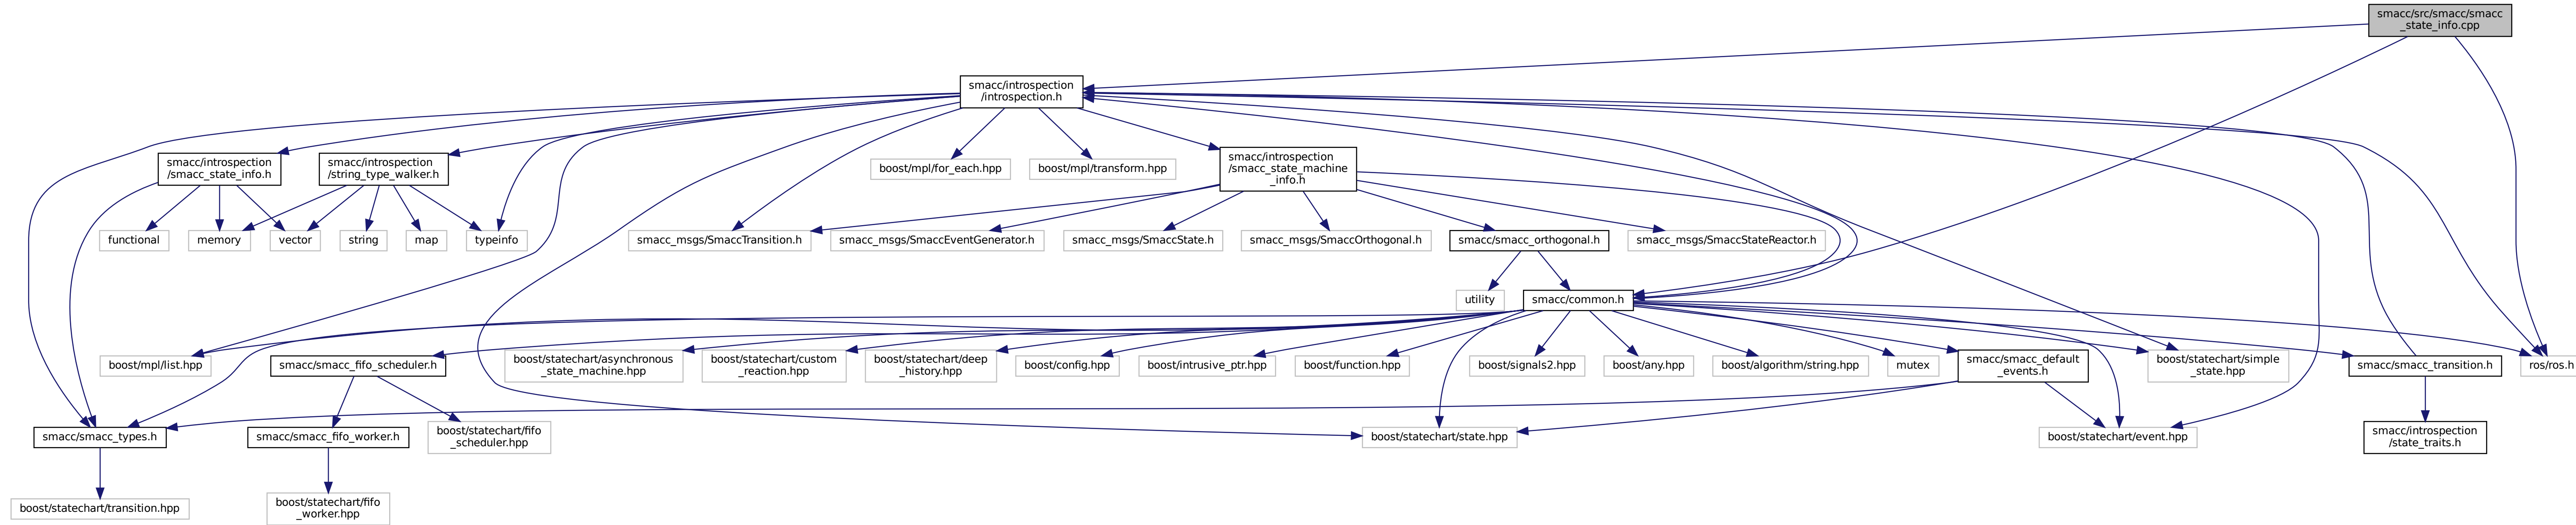 smacc/src/smacc/smacc
_state_info.cpp
smacc/introspection
/introspection.h
smacc/introspection
/smacc_state_info.h
smacc/introspection
/string_type_walker.h
boost/mpl/for_each.hpp
boost/mpl/transform.hpp
smacc/introspection
/smacc_state_machine
_info.h
functional
memory
vector
string
map
typeinfo
smacc_msgs/SmaccTransition.h
smacc_msgs/SmaccEventGenerator.h
smacc_msgs/SmaccState.h
smacc_msgs/SmaccOrthogonal.h
smacc/smacc_orthogonal.h
smacc_msgs/SmaccStateReactor.h
utility
smacc/common.h
boost/mpl/list.hpp
smacc/smacc_fifo_scheduler.h
boost/statechart/asynchronous
_state_machine.hpp
boost/statechart/custom
_reaction.hpp
boost/statechart/deep
_history.hpp
boost/config.hpp
boost/intrusive_ptr.hpp
boost/function.hpp
boost/signals2.hpp
boost/any.hpp
boost/algorithm/string.hpp
mutex
smacc/smacc_default
_events.h
boost/statechart/simple
_state.hpp
smacc/smacc_transition.h
ros/ros.h
smacc/smacc_types.h
smacc/smacc_fifo_worker.h
boost/statechart/fifo
_scheduler.hpp
boost/statechart/state.hpp
boost/statechart/event.hpp
smacc/introspection
/state_traits.h
boost/statechart/transition.hpp
boost/statechart/fifo
_worker.hpp